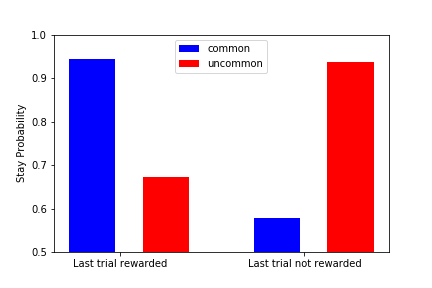 1.0
0.9
0.8
0.7
0.6
0.5
Stay Probability
common
uncommon
Last trial rewarded
Last trial not rewarded